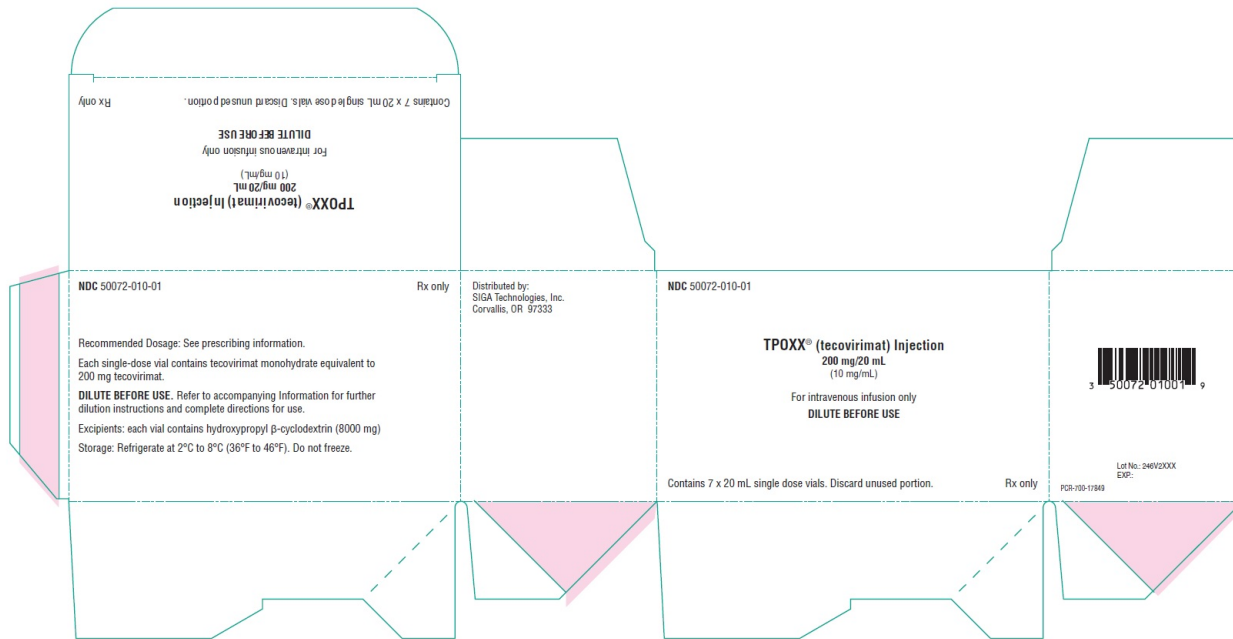 Contains 7 x 20 mL single dose vials. Discard unused portion. Rx only
DILUTE BEFORE USE
For intravenous infusion only
(10 mg/mL)
200 mg/20 mL
TPOXX® (tecovirimat) Injection
NDC 50072-010-01 Rx only
Recommended Dosage: See prescribing information.
Each single-dose vial contains tecovirimat monohydrate equivalent to
200 mg tecovirimat.
DILUTE BEFORE USE. Refer to accompanying Information for further
dilution instructions and complete directions for use.
Excipients: each vial contains hydroxypropyl β-cyclodextrin (8000 mg)
Storage: Refrigerate at 2°C to 8°C (36°F to 46°F). Do not freeze.
Distributed by:
SIGA Technologies, Inc.
Corvallis, OR 97333
NDC 50072-010-01
TPOXX® (tecovirimat) Injection
200 mg/20 mL
(10 mg/mL)
For intravenous infusion only
DILUTE BEFORE USE
Contains 7 x 20 mL single dose vials. Discard unused portion. Rx only
3 50072-01001 9
Lot No.: 246V2XXX
EXP.:
PCR-700-17849